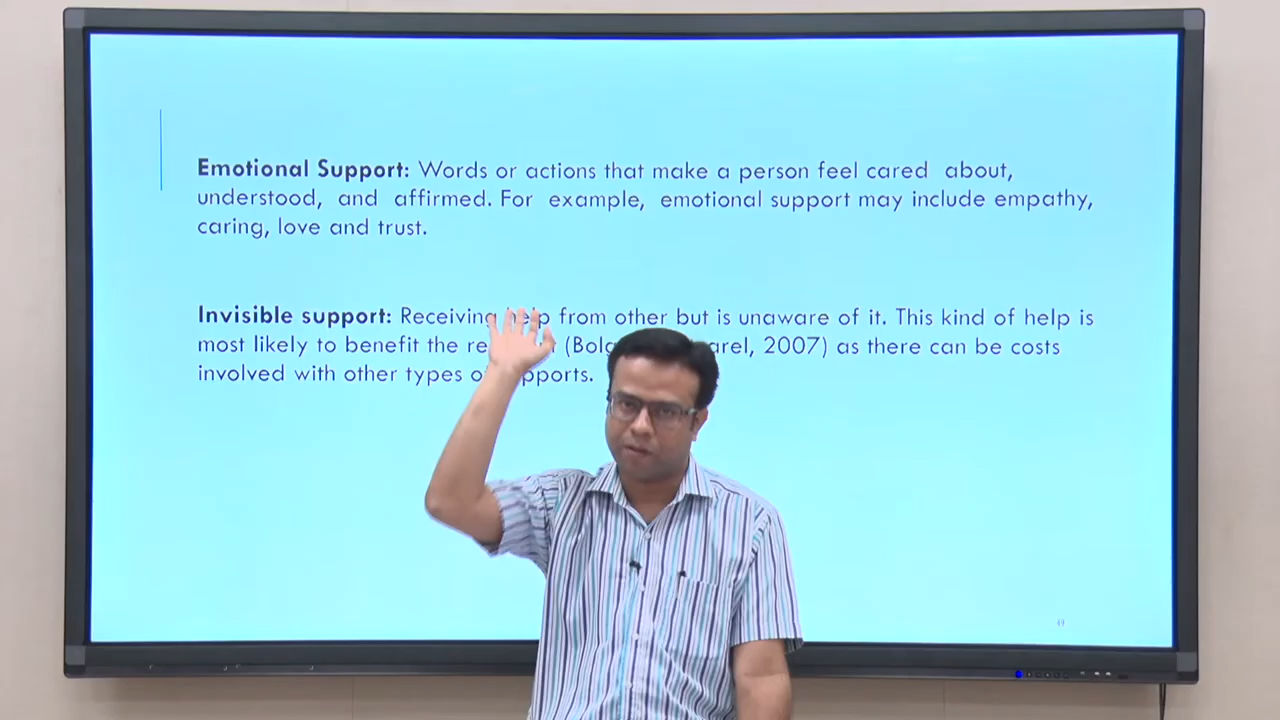 Emotional Support: Words or actions that make a person feel cared about,
understood, and affirmed. For example, emotional support may include empathy,
caring, love and trust.
Invisible support: Receiving help from other but is unaware of it. This kind of help is
most likely to benefit the 2007) as there can be costs
involved with other types